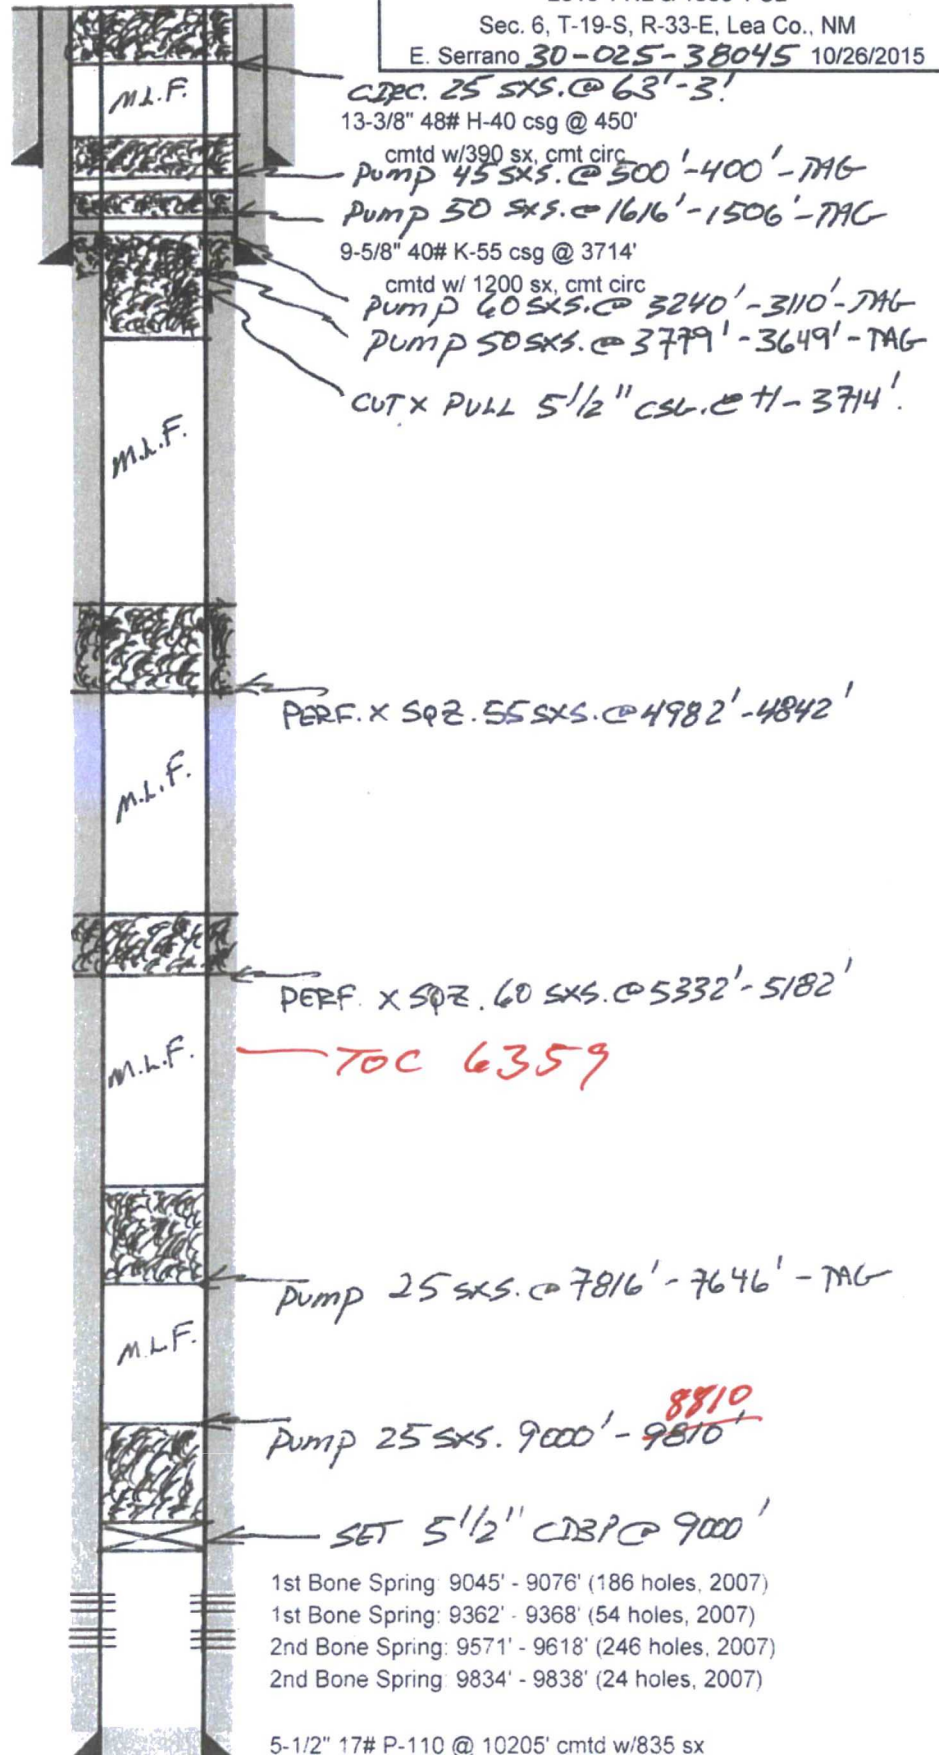 Sec. 6, T-19-S, R-33-E, Lea Co., NM
E. Serrano 30-025-38045 10/26/2015
M.L.F.
CIRC. 25 SXS. @ 63'-3'.
13-3/8" 48# H-40 csg @ 450'
cmtd w/390 sx, cmt circ
Pump 45 SXS. @ 500'-400'-TAG
Pump 50 SXS. @ 1616'-1506'-TAG
9-5/8" 40# K-55 csg @ 3714'
cmtd w/ 1200 sx, cmt circ
Pump 60 SXS. @ 3240'-3110'-TAG
Pump 50 SXS. @ 3779'-3649'-TAG
CUT X PULL 5 1/2" CSG. @ +/- 3714'.
M.L.F.
PERF. X SQZ. 55 SXS. @ 4982'-4842'
M.L.F.
PERF. X SQZ. 60 SXS. @ 5332'-5182'
TOC 6359
M.L.F.
Pump 25 SXS. @ 7816'-7646'-TAG
M.L.F.
8810
Pump 25 SXS. 9000'-9810'
SET 5 1/2" CIBP @ 9000'
1st Bone Spring: 9045' - 9076' (186 holes, 2007)
1st Bone Spring: 9362' - 9368' (54 holes, 2007)
2nd Bone Spring: 9571' - 9618' (246 holes, 2007)
2nd Bone Spring: 9834' - 9838' (24 holes, 2007)
5-1/2" 17# P-110 @ 10205' cmtd w/835 sx